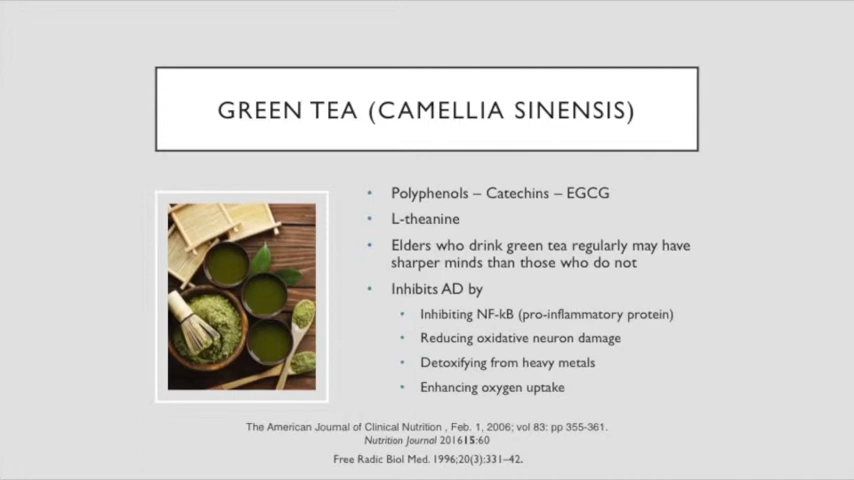 GREEN TEA (CAMELLIA SINENSIS)
• Polyphenols – Catechins – EGCG
• L-theanine
• Elders who drink green tea regularly may have
sharper minds than those who do not
• Inhibits AD by
• Inhibiting NF-kB (pro-inflammatory protein)
• Reducing oxidative neuron damage
• Detoxifying from heavy metals
• Enhancing oxygen uptake
The American Journal of Clinical Nutrition , Feb. 1, 2006; vol 83: pp 355-361.
Nutrition Journal 201615:60
Free Radic Biol Med. 1996;20(3):331–42.